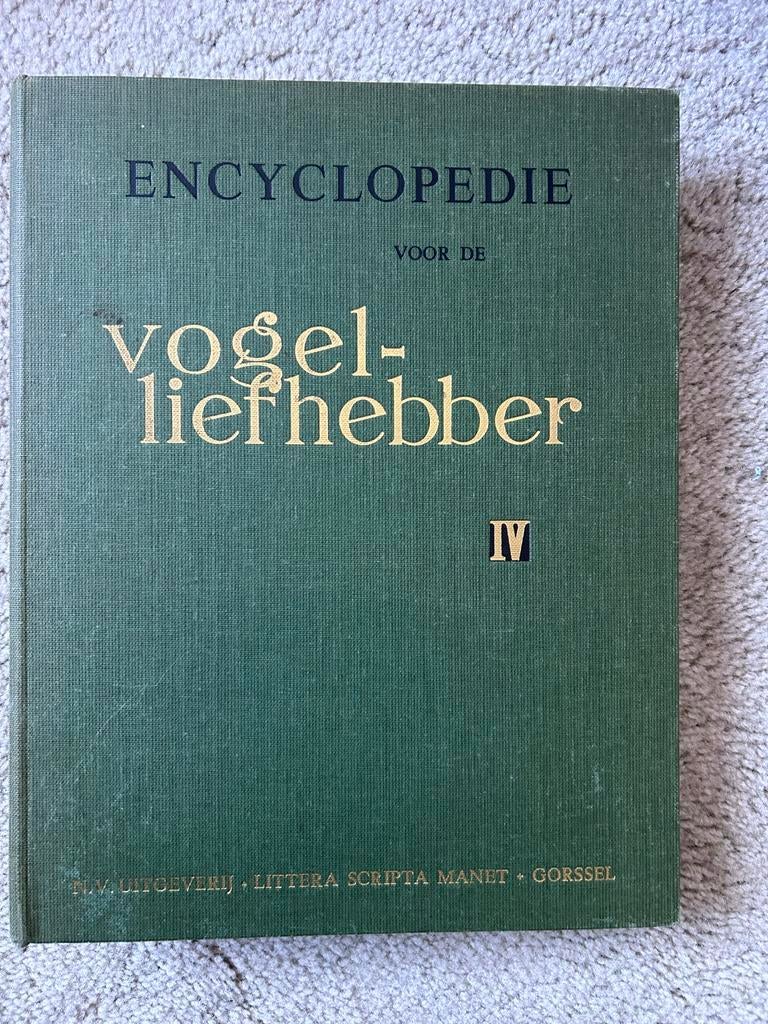 ENCYCLOPEDIE
VOOR DE
vogel-
liefhebber
IV
N.V. UITGEVERIJ + LITTERA SCRIPTA MANET + GORSSEL